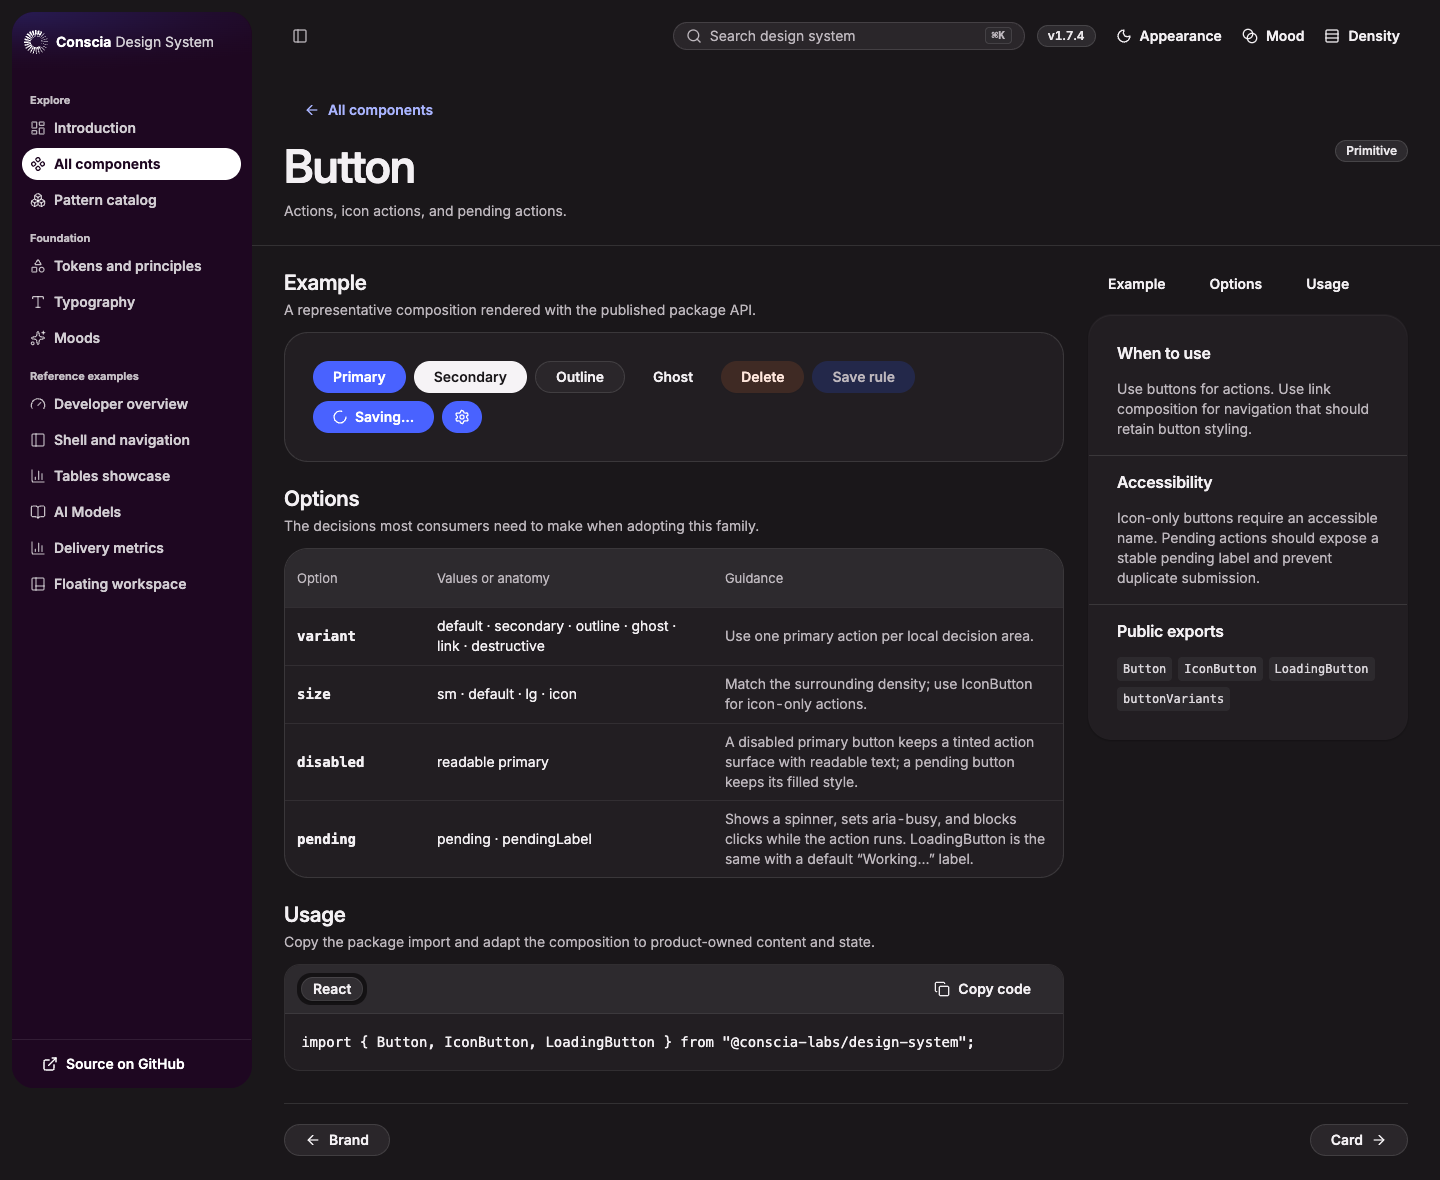 Conscia Design System
Explore
Introduction
All components
Pattern catalog
Foundation
Tokens and principles
Typography
Moods
Reference examples
Developer overview
Shell and navigation
Tables showcase
AI Models
Delivery metrics
Floating workspace
Source on GitHub
Search design system
⌘K
v1.7.4
Appearance
Mood
Density
All components
Button
Primitive
Actions, icon actions, and pending actions.
Example
A representative composition rendered with the published package API.
Primary
Secondary
Outline
Ghost
Delete
Save rule
Saving...
Options
The decisions most consumers need to make when adopting this family.
Option
Values or anatomy
Guidance
variant
default · secondary · outline · ghost ·
link · destructive
Use one primary action per local decision area.
size
sm · default · lg · icon
Match the surrounding density; use IconButton
for icon-only actions.
disabled
readable primary
A disabled primary button keeps a tinted action
surface with readable text; a pending button
keeps its filled style.
pending
pending · pendingLabel
Shows a spinner, sets aria-busy, and blocks
clicks while the action runs. LoadingButton is the
same with a default “Working...” label.
Usage
Copy the package import and adapt the composition to product-owned content and state.
React
Copy code
import { Button, IconButton, LoadingButton } from "@conscia-labs/design-system";
Brand
Card
Example
Options
Usage
When to use
Use buttons for actions. Use link
composition for navigation that should
retain button styling.
Accessibility
Icon-only buttons require an accessible
name. Pending actions should expose a
stable pending label and prevent
duplicate submission.
Public exports
Button
IconButton
LoadingButton
buttonVariants